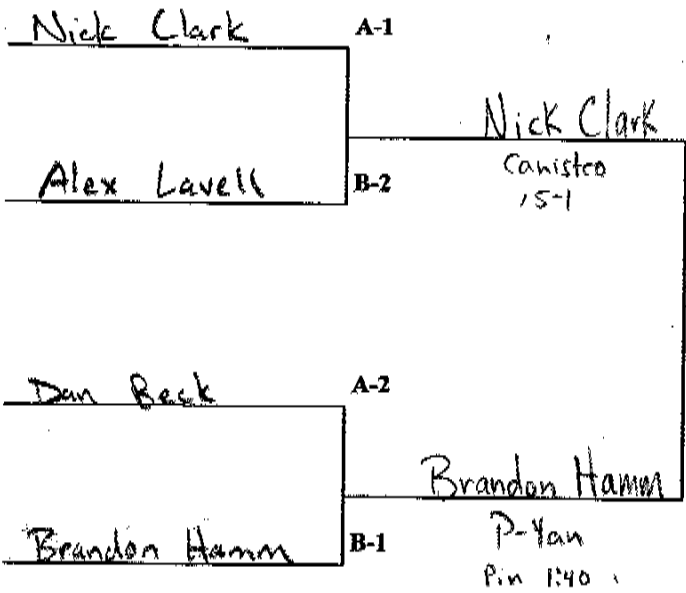 Nick Clark A-1
Nick Clark
Alex Lavell B-2
Canisteo
5-1
Dan Beck A-2
Brandon Hamm
Brandon Hamm B-1
P-Yan
Pin 1:40